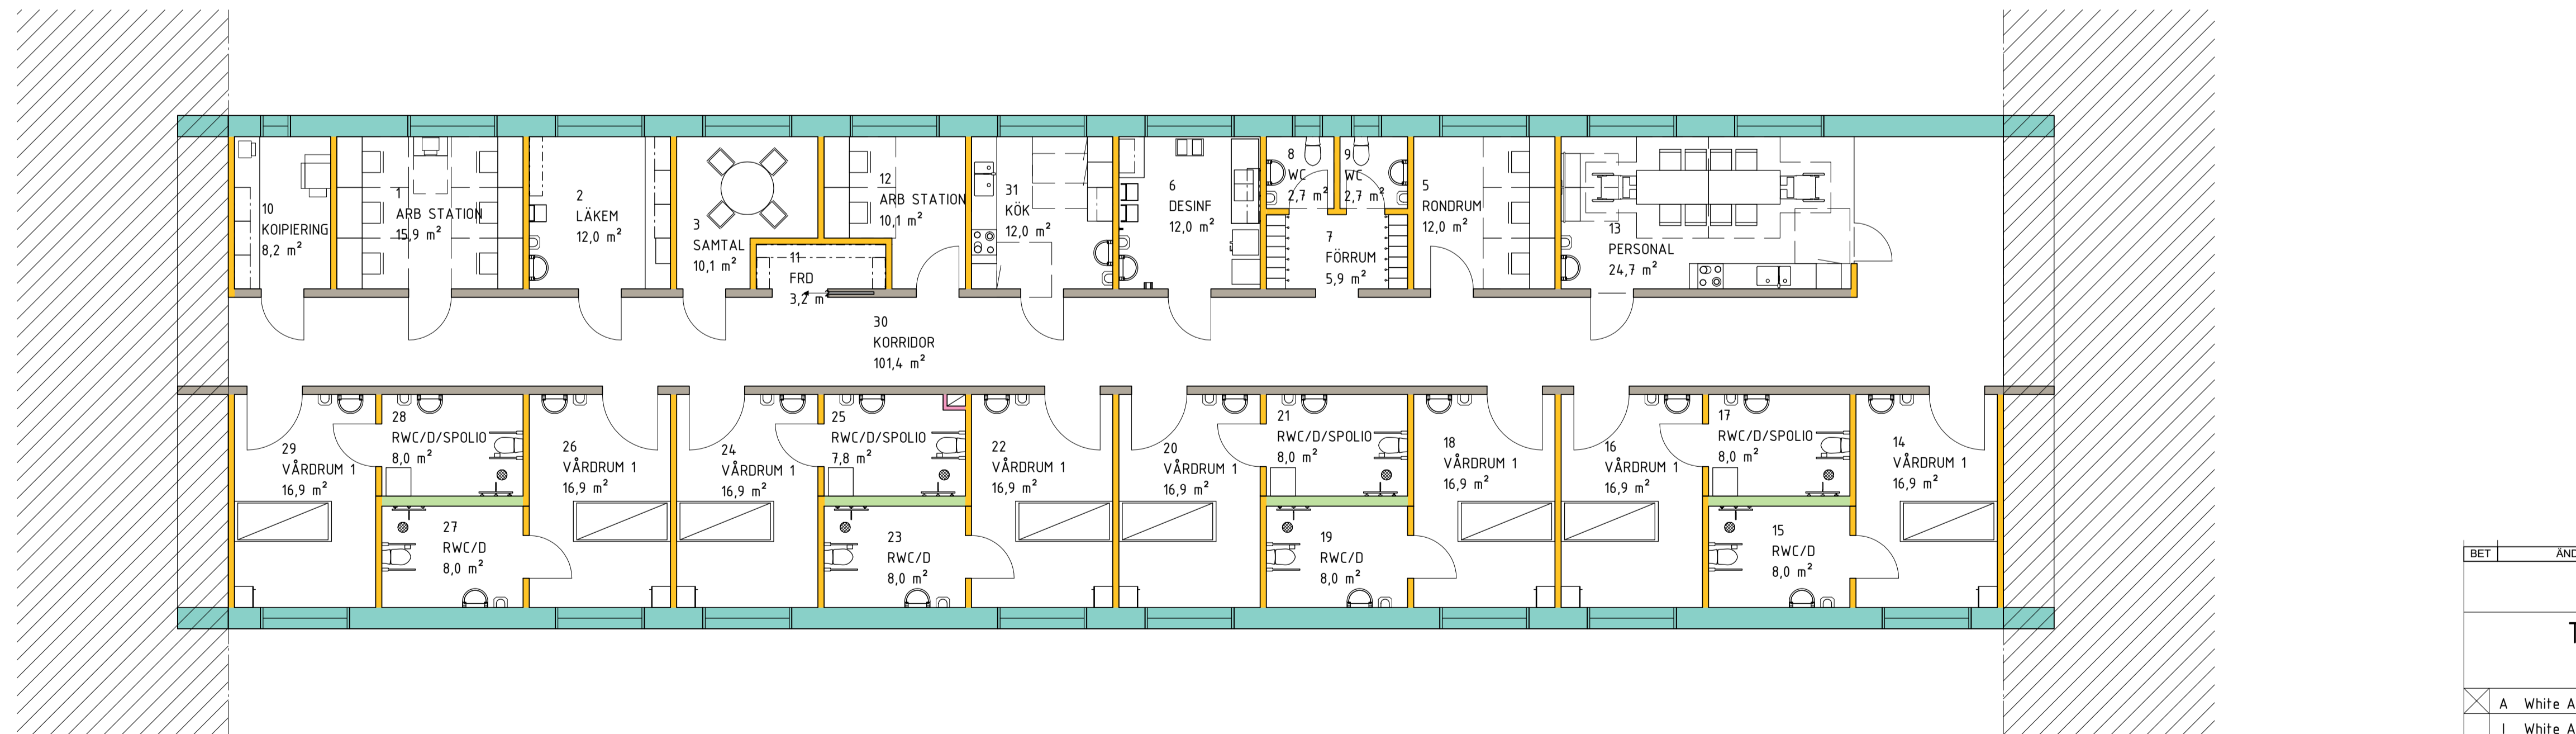 10
KOIPIERING
8,2 m²
1
ARB STATION
15,9 m²
2
LÄKEM
12,0 m²
3
SAMTAL
10,1 m²
11
FRD
3,2 m²
12
ARB STATION
10,1 m²
31
KÖK
12,0 m²
6
DESINF
12,0 m²
8
WC
2,7 m²
9
WC
2,7 m²
7
FÖRRUM
5,9 m²
5
RONDRUM
12,0 m²
13
PERSONAL
24,7 m²
30
KORRIDOR
101,4 m²
29
VÅRDRUM 1
16,9 m²
28
RWC/D/SPOLIO
8,0 m²
27
RWC/D
8,0 m²
26
VÅRDRUM 1
16,9 m²
24
VÅRDRUM 1
16,9 m²
25
RWC/D/SPOLIO
7,8 m²
23
RWC/D
8,0 m²
22
VÅRDRUM 1
16,9 m²
20
VÅRDRUM 1
16,9 m²
21
RWC/D/SPOLIO
8,0 m²
19
RWC/D
8,0 m²
18
VÅRDRUM 1
16,9 m²
16
VÅRDRUM 1
16,9 m²
17
RWC/D/SPOLIO
8,0 m²
15
RWC/D
8,0 m²
14
VÅRDRUM 1
16,9 m²
BET ÄND
A White A
White A